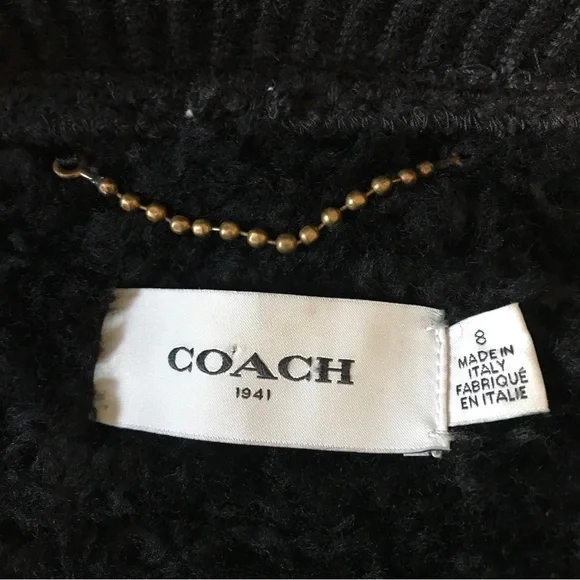 COACH
1941
8
MADE IN
ITALY
FABRIQUÉ
EN ITALIE